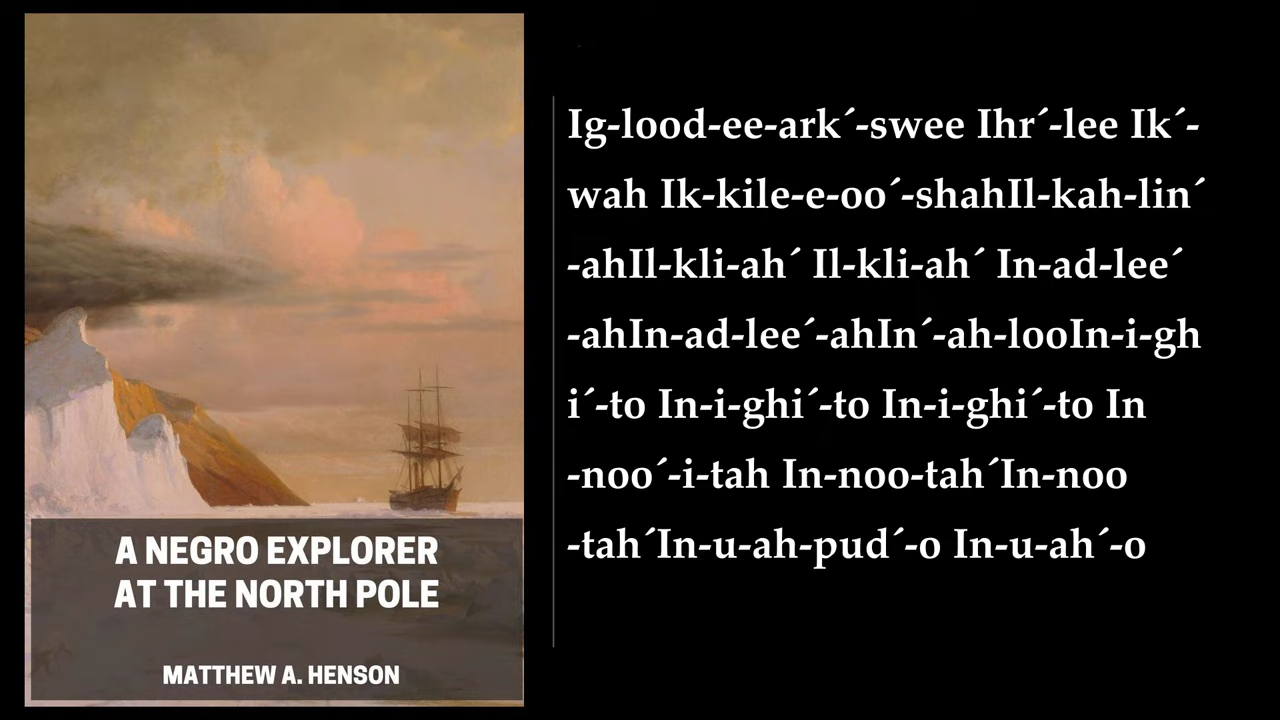 A NEGRO EXPLORER
AT THE NORTH POLE
MATTHEW A. HENSON
Ig-lood-ee-ark´-swee Ihr´-lee Ik´-
wah Ik-kile-e-oo´-shahIl-kah-lin´
-ahIl-kli-ah´ Il-kli-ah´ In-ad-lee´
-ahIn-ad-lee´-ahIn´-ah-looIn-i-gh
i´-to In-i-ghi´-to In-i-ghi´-to In
-noo´-i-tah In-noo-tah´In-noo
-tah´In-u-ah-pud´-o In-u-ah´-o